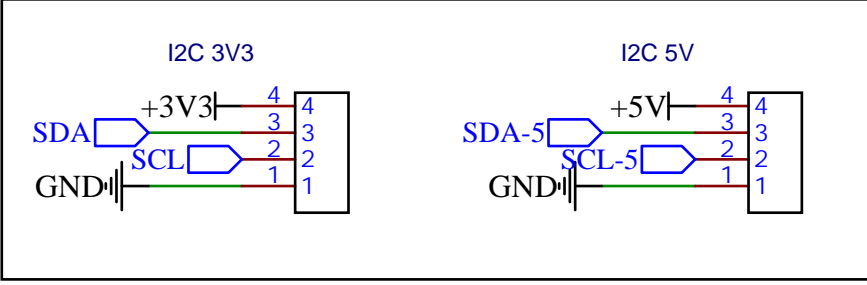 I2C 3V3
I2C 5V
+3V3 4 4
SDA 3 3
SCL 2 2
GND 1 1
+5V 4 4
SDA-5 3 3
SCL-5 2 2
GND 1 1